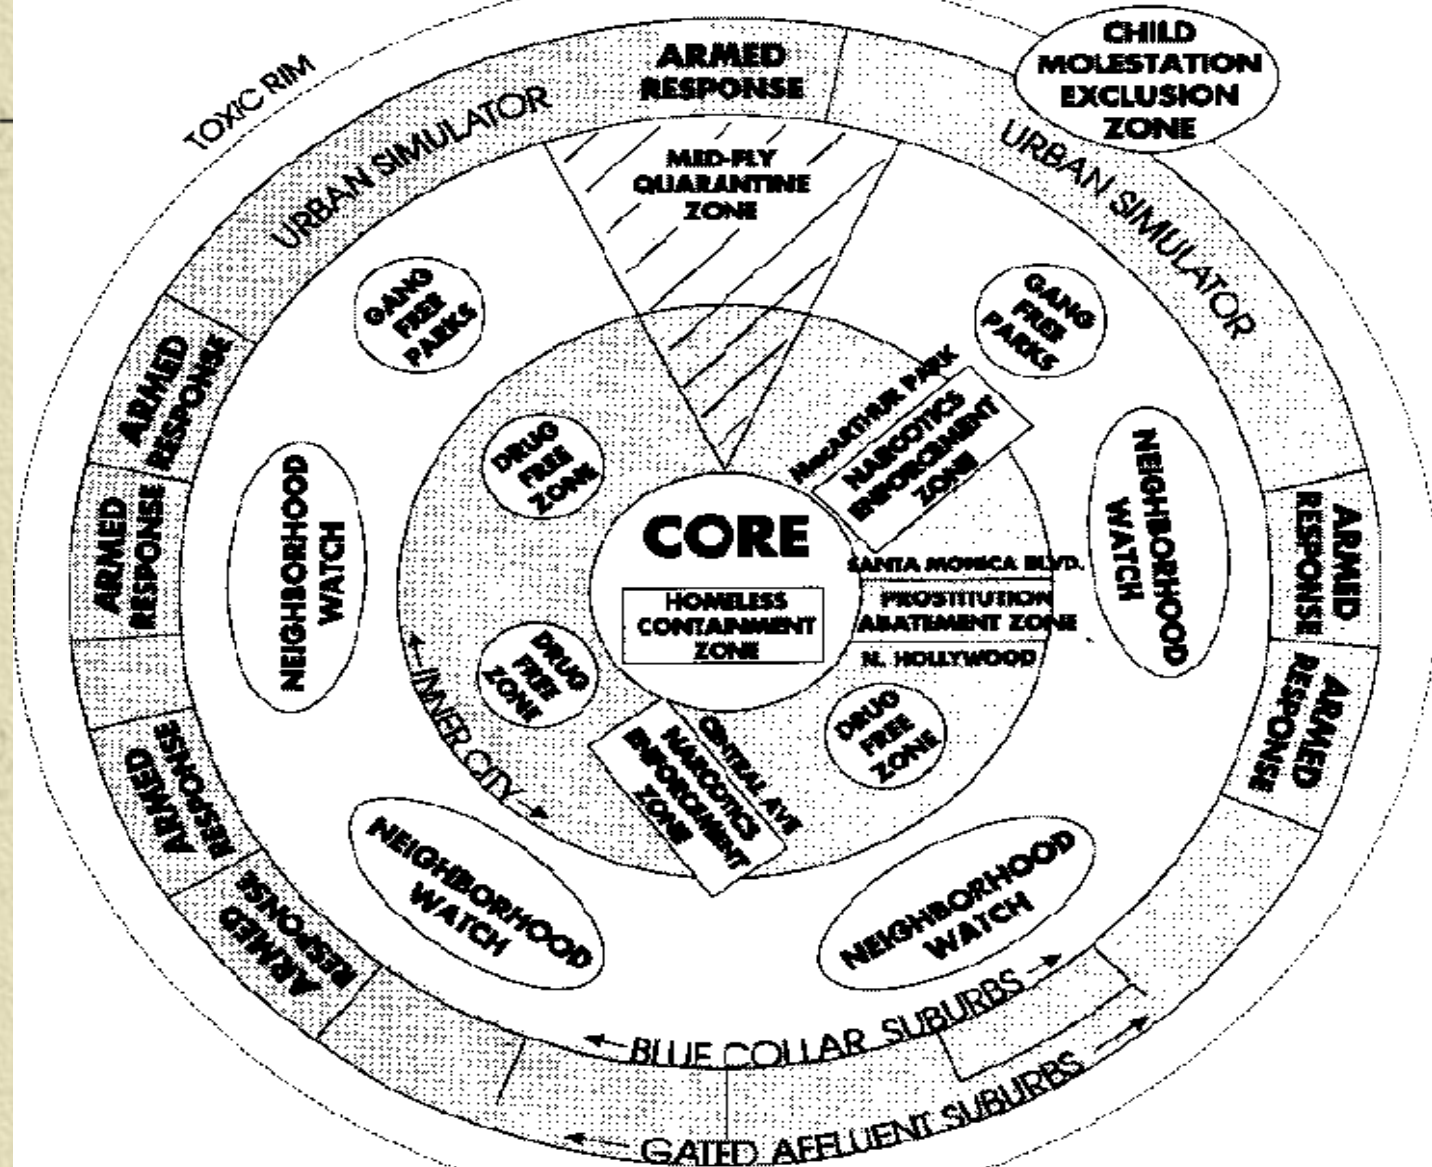 TOXIC RIM
URBAN SIMULATOR
ARMED
RESPONSE
CHILD
MOLESTATION
EXCLUSION
ZONE
URBAN SIMULATOR
MED-FLY
QUARANTINE
ZONE
GANG
FREE
PARKS
GANG
FREE
PARKS
ARMED
RESPONSE
ARMED
RESPONSE
NEIGHBORHOOD
WATCH
DRUG
FREE
ZONE
MacARTHUR PARK
NARCOTICS
ENFORCEMENT
ZONE
NEIGHBORHOOD
WATCH
ARMED
RESPONSE
CORE
HOMELESS
CONTAINMENT
ZONE
SANTA MONICA BLVD.
PROSTITUTION
ABATEMENT ZONE
N. HOLLYWOOD
DRUG
FREE
ZONE
DRUG
FREE
ZONE
INNER CITY
CENTRAL AVE
NARCOTICS
ENFORCEMENT
ZONE
ARMED
RESPONSE
ARMED
RESPONSE
ARMED
RESPONSE
NEIGHBORHOOD
WATCH
NEIGHBORHOOD
WATCH
BLUE COLLAR SUBURBS
GATED AFFLUENT SUBURBS